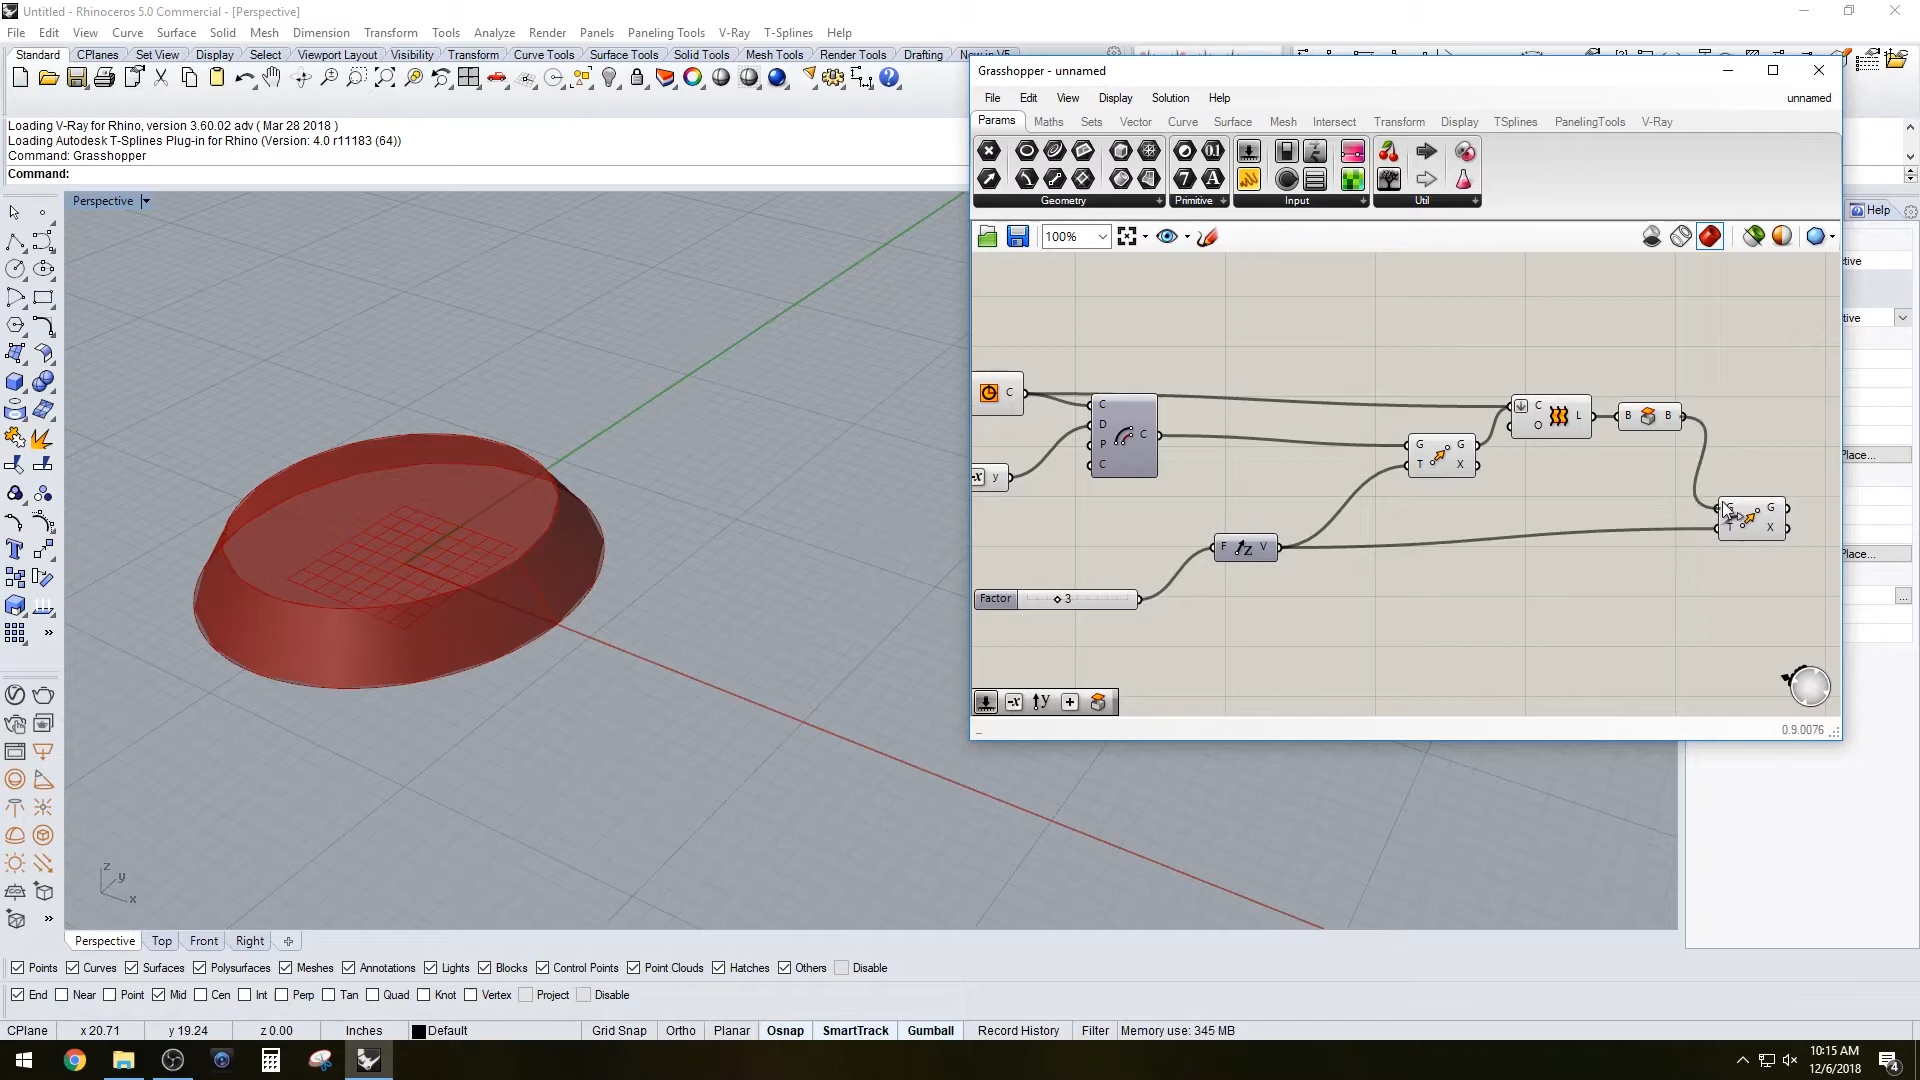 Untitled - Rhinoceros 5.0 Commercial - [Perspective]
File Edit View Curve Surface Solid Mesh Dimension Transform Tools Analyze Render Panels Paneling Tools V-Ray T-Splines Help
Standard CPlanes Set View Display Select Viewport Layout Visibility Transform Curve Tools Surface Tools Solid Tools Mesh Tools Render Tools Drafting New in V5
Loading V-Ray for Rhino, version 3.60.02 adv ( Mar 28 2018 )
Loading Autodesk T-Splines Plug-in for Rhino (Version: 4.0 r11183 (64))
Command: Grasshopper
Command:
Perspective
Grasshopper - unnamed
File Edit View Display Solution Help
unnamed
Params Maths Sets Vector Curve Surface Mesh Intersect Transform Display TSplines PanelingTools V-Ray
Geometry
Primitive
Input
Util
100%
Help
ctive
tive
Place...
Place...
...
C
C
D
P
C
C
-x y
G
T
G
X
C
O
L
B B
G
T
G
X
F Z V
Factor 3
-x
y
0.9.0076
z
y
x
Perspective Top Front Right
Points Curves Surfaces Polysurfaces Meshes Annotations Lights Blocks Control Points Point Clouds Hatches Others Disable
End Near Point Mid Cen Int Perp Tan Quad Knot Vertex Project Disable
CPlane x 20.71 y 19.24 z 0.00 Inches Default Grid Snap Ortho Planar Osnap SmartTrack Gumball Record History Filter Memory use: 345 MB
10:15 AM
12/6/2018
4